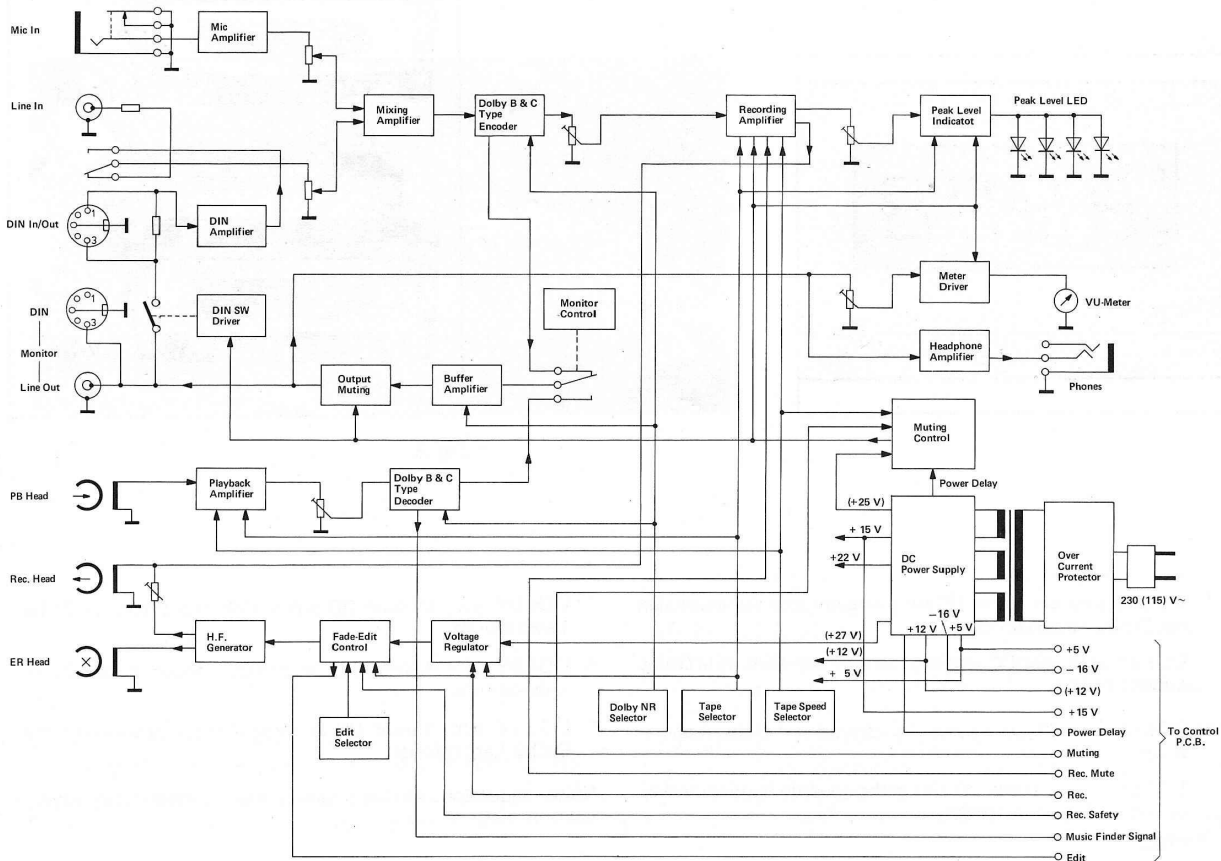 Mic In
Mic
Amplifier
Line In
Mixing
Amplifier
Dolby B & C
Type
Encoder
Recording
Amplifier
Peak Level
Indicatot
Peak Level LED
DIN In/Out
1
3
DIN
Amplifier
DIN
Monitor
Line Out
1
3
DIN SW
Driver
Monitor
Control
Meter
Driver
VU-Meter
Headphone
Amplifier
Phones
Output
Muting
Buffer
Amplifier
Muting
Control
Power Delay
PB Head
Playback
Amplifier
Dolby B & C
Type
Decoder
(+25 V)
+ 15 V
+22 V
DC
Power Supply
-16 V
+12 V
+5 V
Over
Current
Protector
230 (115) V~
Rec. Head
ER Head
H.F.
Generator
Fade-Edit
Control
Voltage
Regulator
(+27 V)
(+12 V)
+ 5 V
Edit
Selector
Dolby NR
Selector
Tape
Selector
Tape Speed
Selector
+5 V
– 16 V
(+12 V)
+15 V
Power Delay
Muting
Rec. Mute
Rec.
Rec. Safety
Music Finder Signal
Edit
To Control
P.C.B.